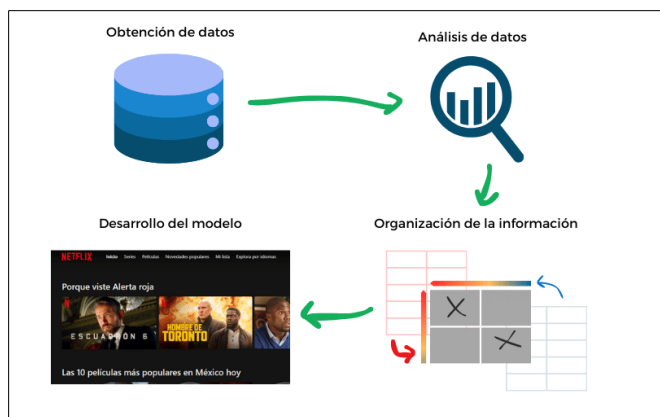 Obtención de datos
Análisis de datos
Desarrollo del modelo
Organización de la información
NETFLIX Inicio Series Películas Novedades populares Mi lista Explora por idiomas
Porque viste Alerta roja
ESCUADRÓN 6
HOMBRE DE
TORONTO
Las 10 películas más populares en México hoy